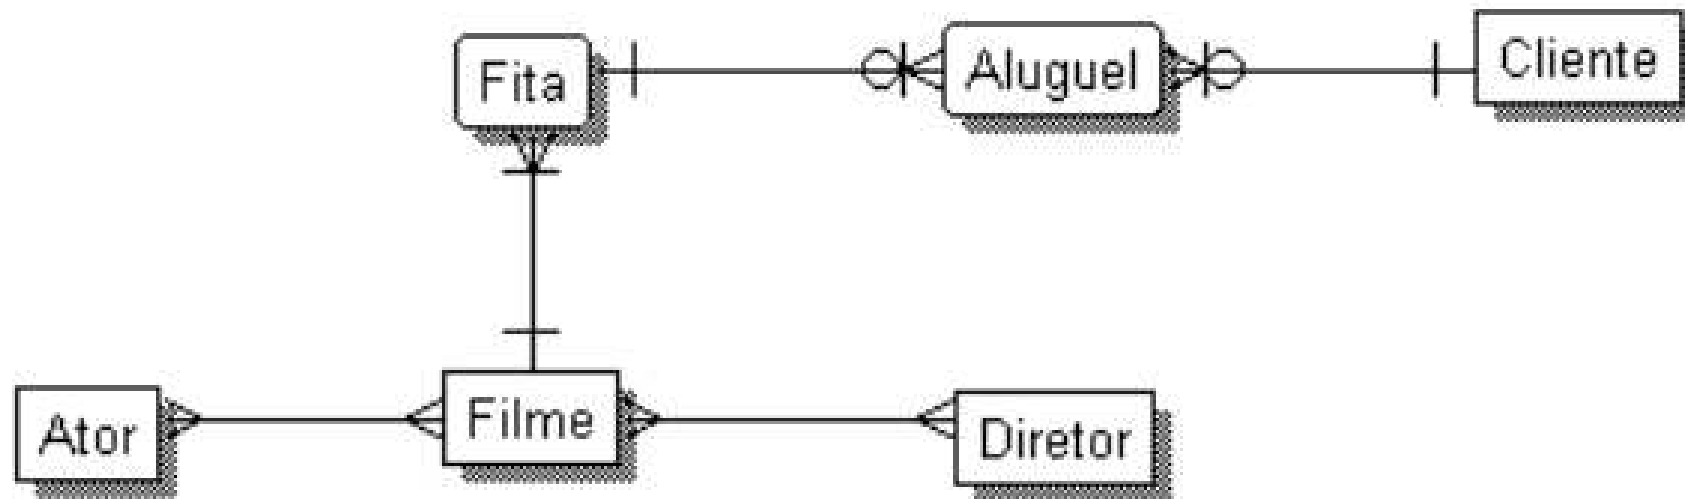 Fita
Aluguel
Cliente
Ator
Filme
Diretor